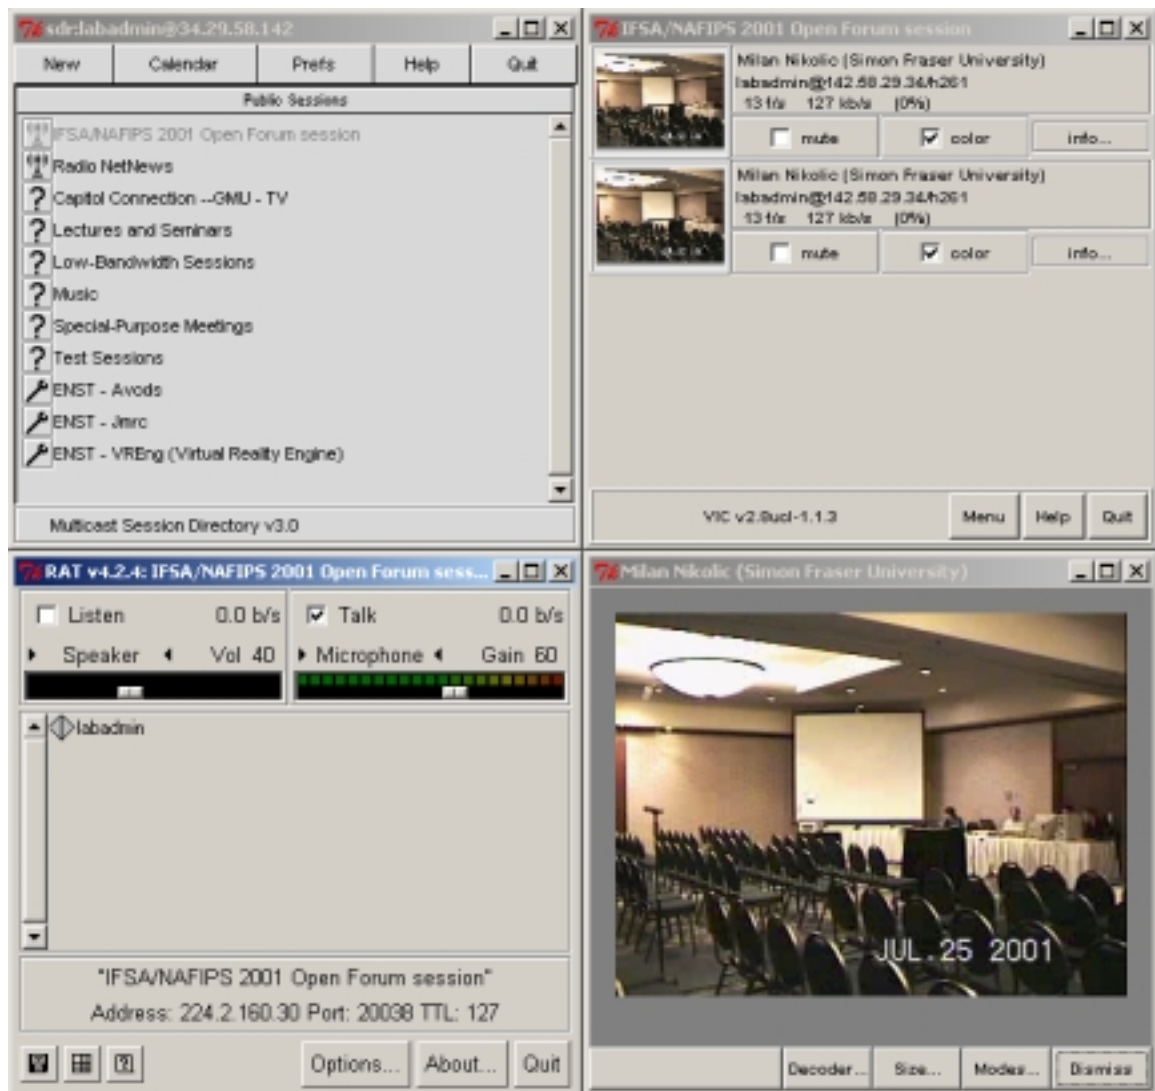 sdr:labadmin@34.29.58.142
New Calendar Prefs Help Quit
Public Sessions
IFSA/NAFIPS 2001 Open Forum session
Radio NetNews
Capitol Connection --GMU - TV
Lectures and Seminars
Low-Bandwidth Sessions
Music
Special-Purpose Meetings
Test Sessions
ENST - Avods
ENST - Jmrc
ENST - VREng (Virtual Reality Engine)
Multicast Session Directory v3.0
IFSA/NAFIPS 2001 Open Forum session
Milan Nikolic (Simon Fraser University)
labadmin@142.58.29.34/h261
13 f/s 127 kb/s (0%)
mute color info...
Milan Nikolic (Simon Fraser University)
labadmin@142.58.29.34/h261
13 f/s 127 kb/s (0%)
mute color info...
VIC v2.8ucl-1.1.3 Menu Help Quit
RAT v4.2.4: IFSA/NAFIPS 2001 Open Forum sess...
Listen 0.0 b/s Talk 0.0 b/s
Speaker Vol 40 Microphone Gain 60
labadmin
"IFSA/NAFIPS 2001 Open Forum session"
Address: 224.2.160.30 Port: 20038 TTL: 127
Options... About... Quit
Milan Nikolic (Simon Fraser University)
JUL.25 2001
Decoder... Size... Modes... Dismiss